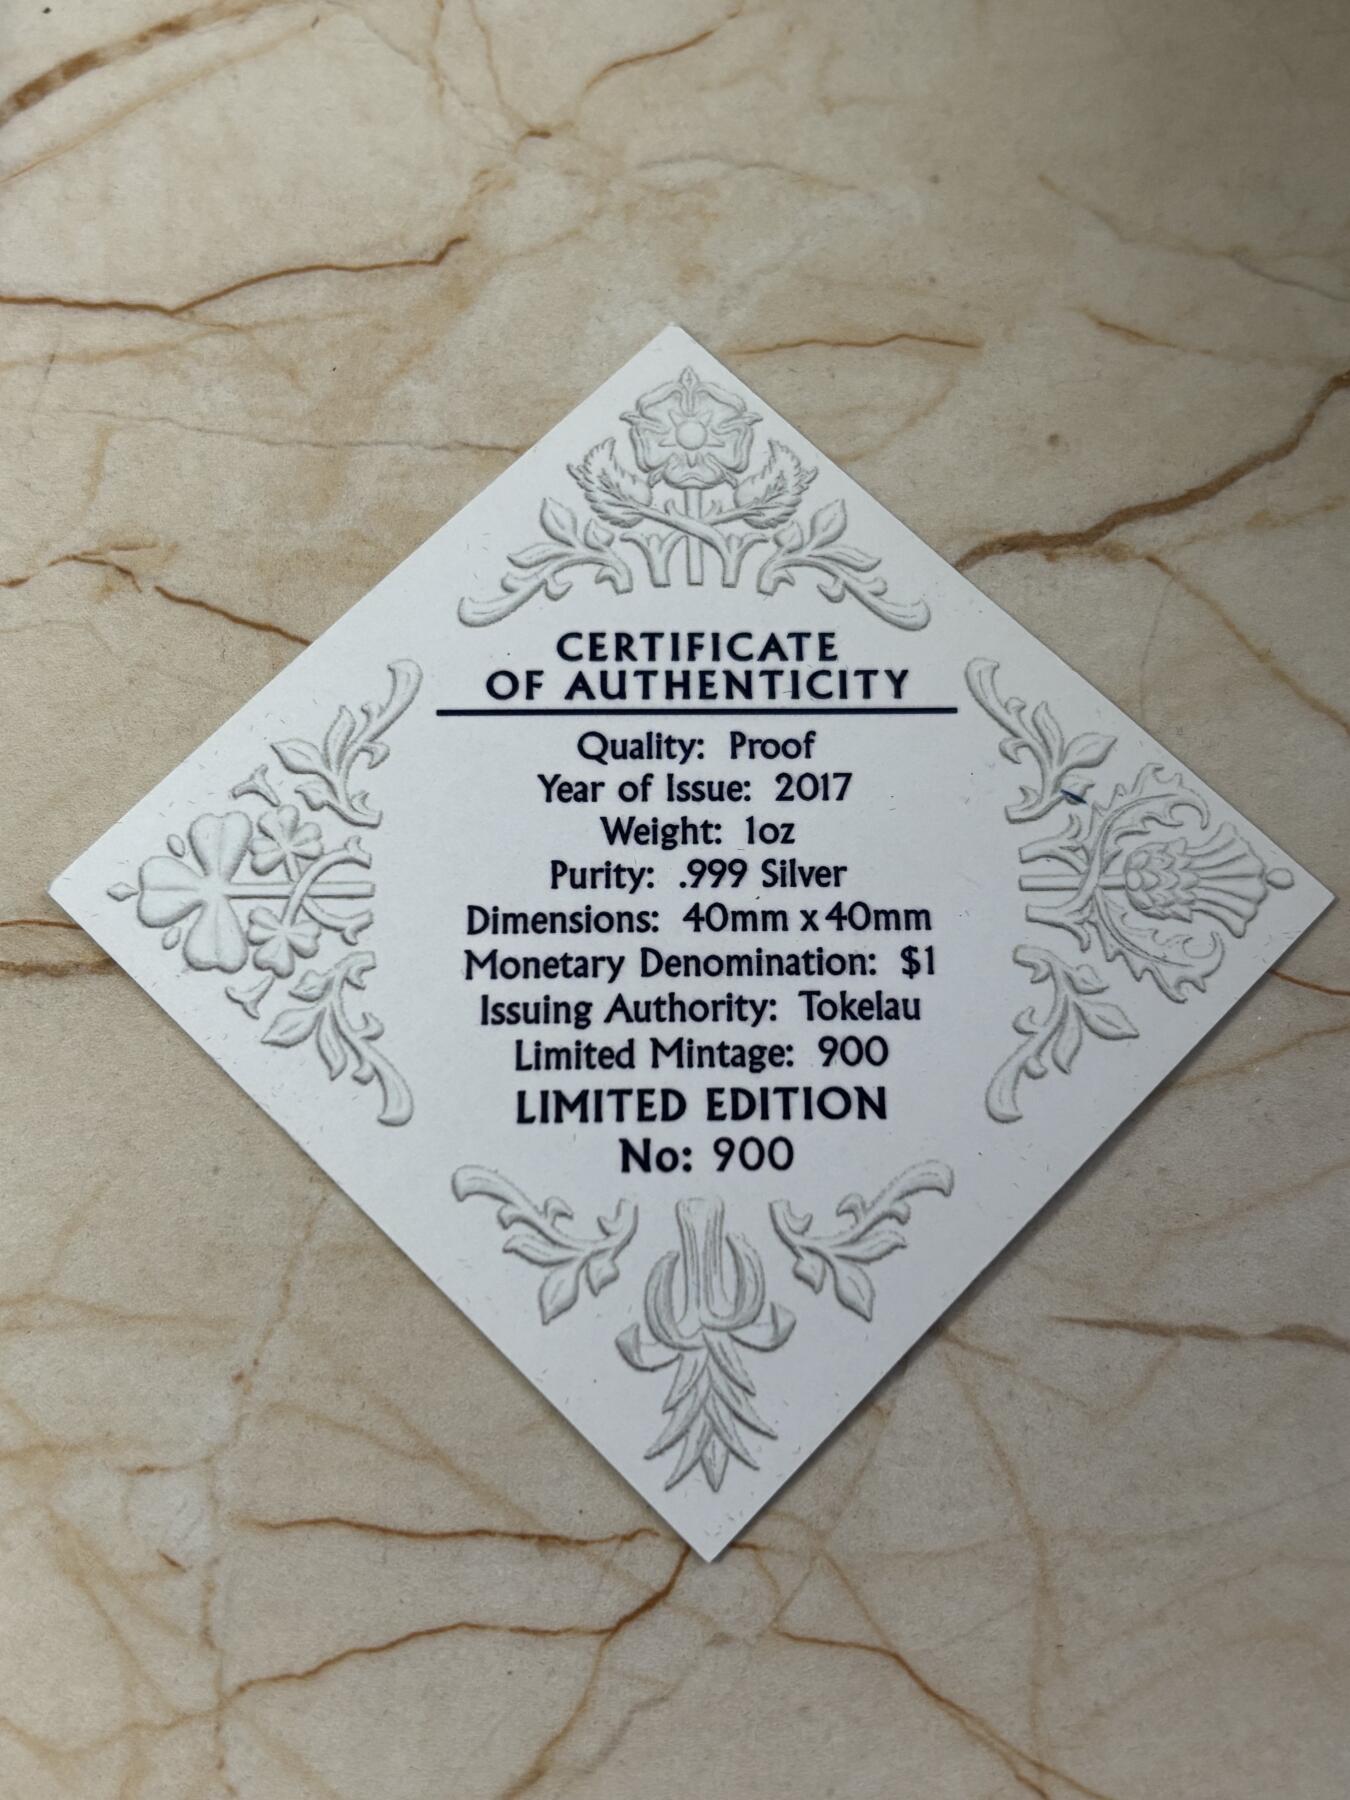 CERTIFICATE
OF AUTHENTICITY
Quality: Proof
Year of Issue: 2017
Weight: 1oz
Purity: .999 Silver
Dimensions: 40mm x 40mm
Monetary Denomination: $1
Issuing Authority: Tokelau
Limited Mintage: 900
LIMITED EDITION
No: 900